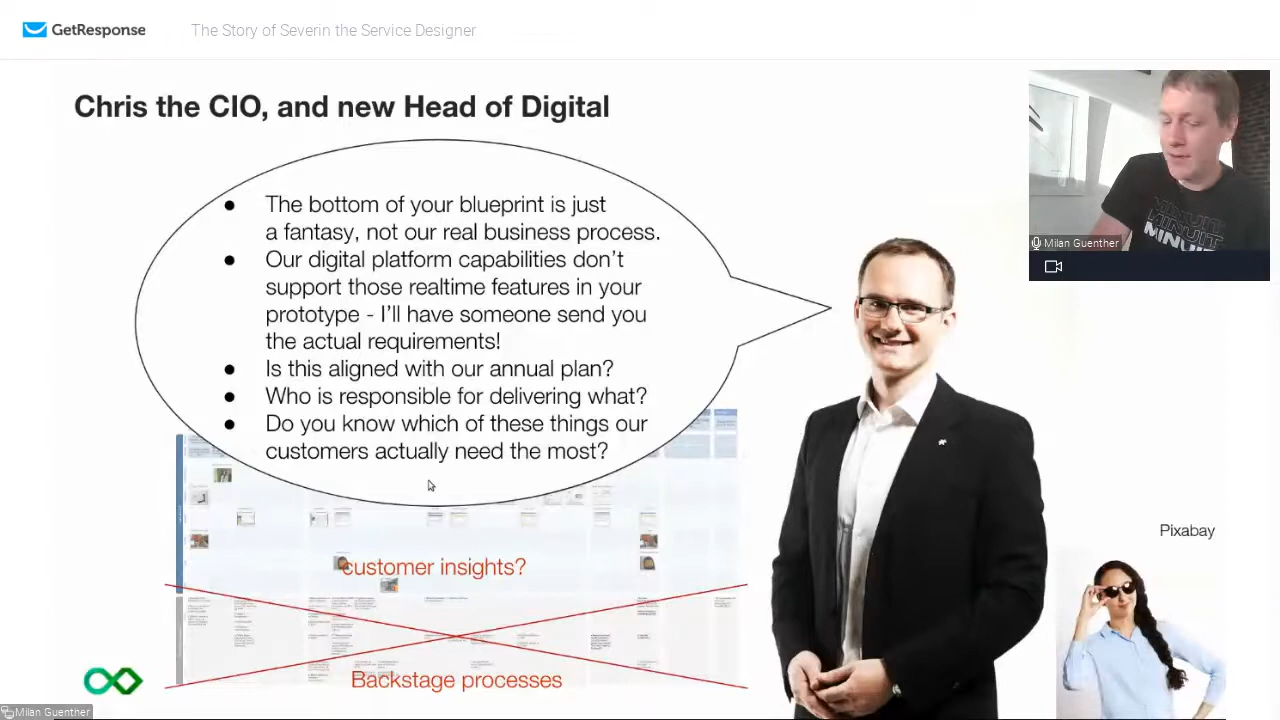 GetResponse
The Story of Severin the Service Designer
Chris the CIO, and new Head of Digital
● The bottom of your blueprint is just
a fantasy, not our real business process.
● Our digital platform capabilities don't
support those realtime features in your
prototype - I'll have someone send you
the actual requirements!
● Is this aligned with our annual plan?
● Who is responsible for delivering what?
● Do you know which of these things our
customers actually need the most?
customer insights?
Backstage processes
Pixabay
MINUIT
MINUIT
Milan Guenther
Milan Guenther